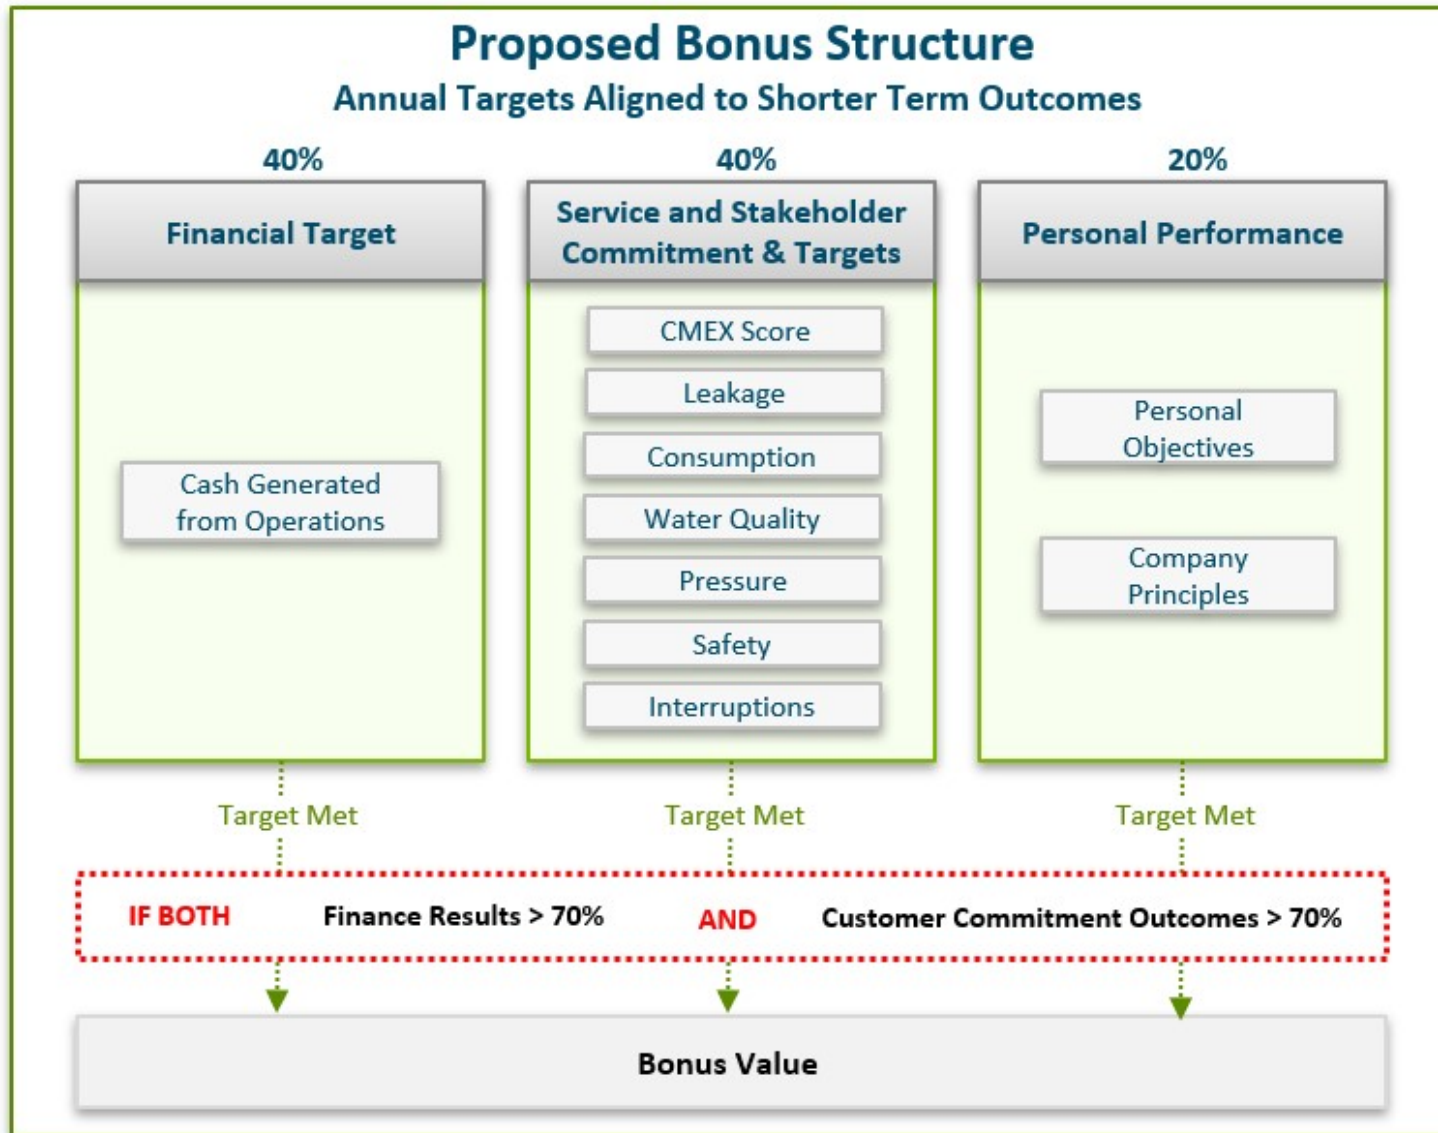 Proposed Bonus Structure
Annual Targets Aligned to Shorter Term Outcomes
40%
Financial Target
Cash Generated
from Operations
Target Met
40%
Service and Stakeholder
Commitment & Targets
CMEX Score
Leakage
Consumption
Water Quality
Pressure
Safety
Interruptions
Target Met
20%
Personal Performance
Personal
Objectives
Company
Principles
Target Met
IF BOTH Finance Results > 70% AND Customer Commitment Outcomes > 70%
Bonus Value